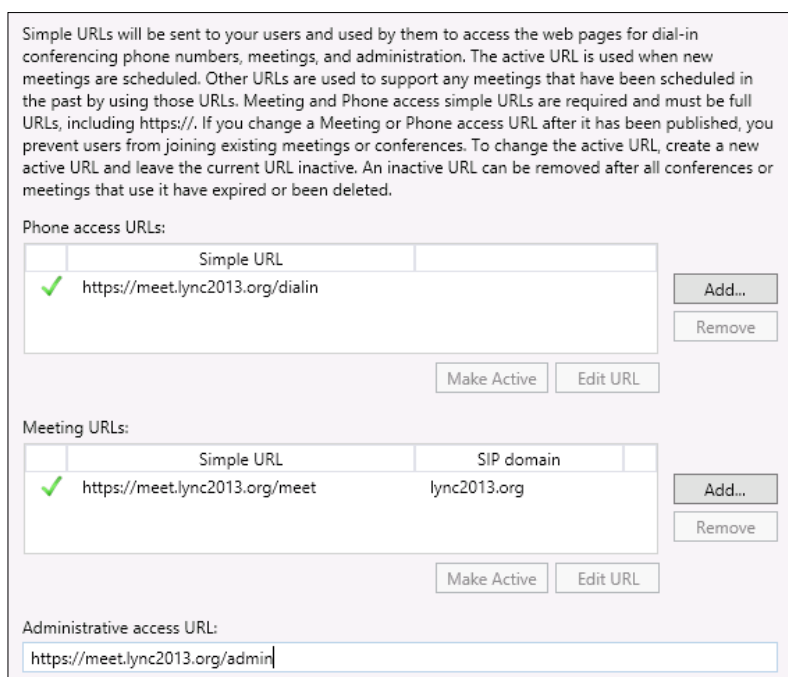 Simple URLs will be sent to your users and used by them to access the web pages for dial-in
conferencing phone numbers, meetings, and administration. The active URL is used when new
meetings are scheduled. Other URLs are used to support any meetings that have been scheduled in
the past by using those URLs. Meeting and Phone access simple URLs are required and must be full
URLs, including https://. If you change a Meeting or Phone access URL after it has been published, you
prevent users from joining existing meetings or conferences. To change the active URL, create a new
active URL and leave the current URL inactive. An inactive URL can be removed after all conferences or
meetings that use it have expired or been deleted.
Phone access URLs:
Simple URL
https://meet.lync2013.org/dialin
Add...
Remove
Make Active Edit URL
Meeting URLs:
Simple URL SIP domain
https://meet.lync2013.org/meet lync2013.org
Add...
Remove
Make Active Edit URL
Administrative access URL:
https://meet.lync2013.org/admin